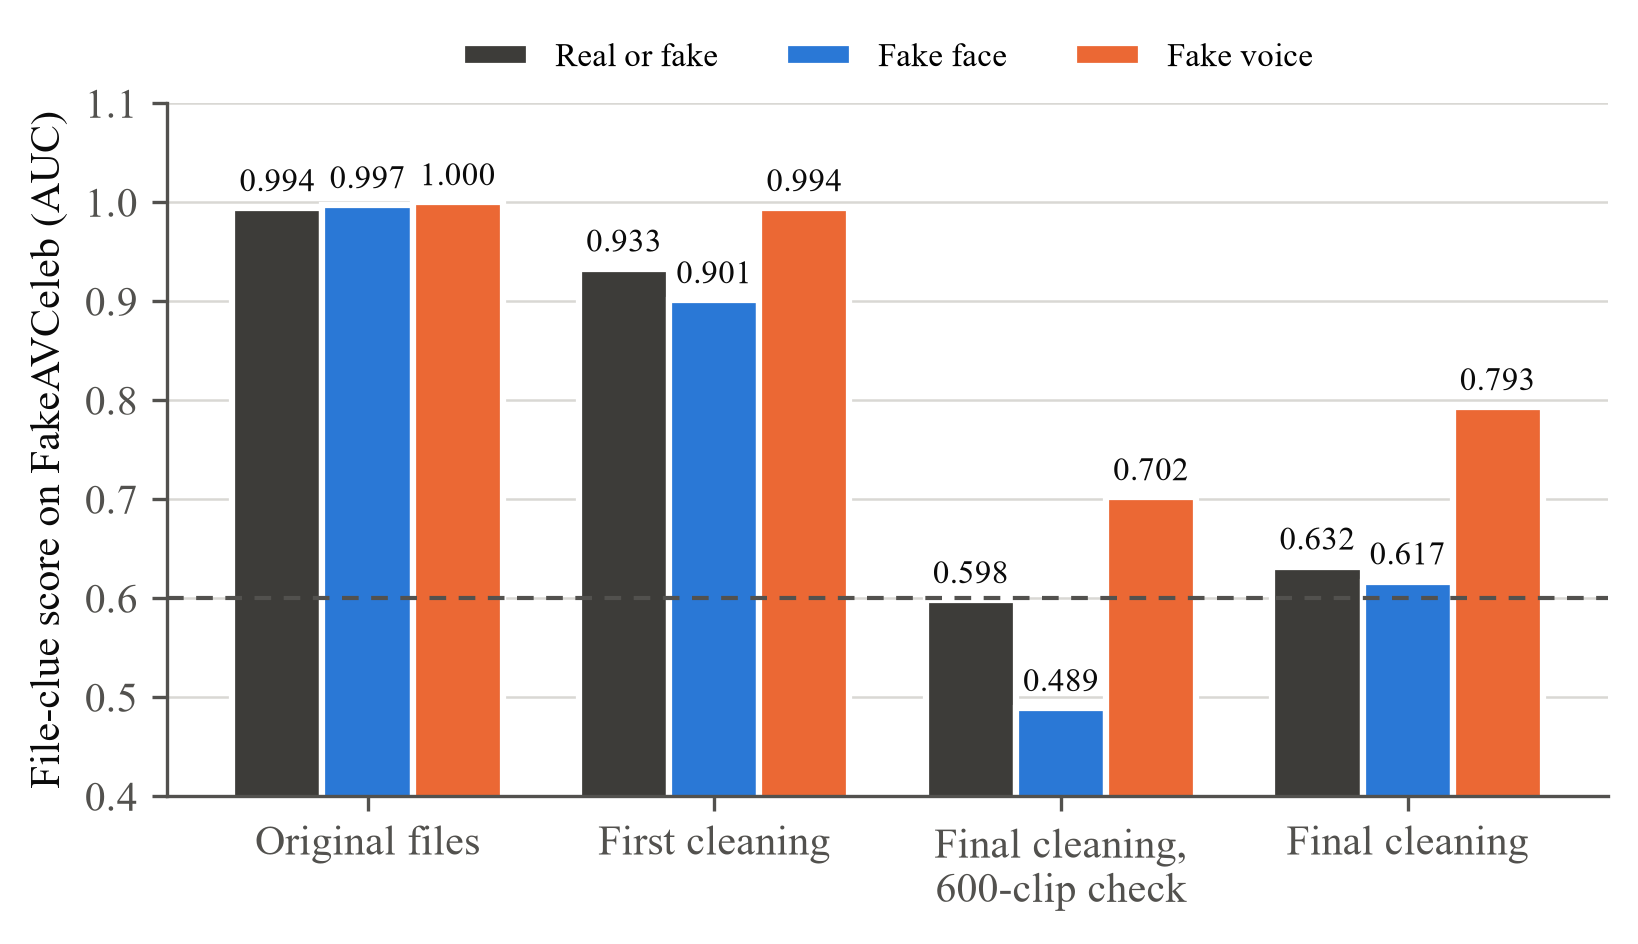 Real or fake
Fake face
Fake voice
File-clue score on FakeAVCeleb (AUC)
1.1
1.0
0.9
0.8
0.7
0.6
0.5
0.4
0.994
0.997
1.000
0.933
0.901
0.994
0.598
0.489
0.702
0.632
0.617
0.793
Original files
First cleaning
Final cleaning,
600-clip check
Final cleaning